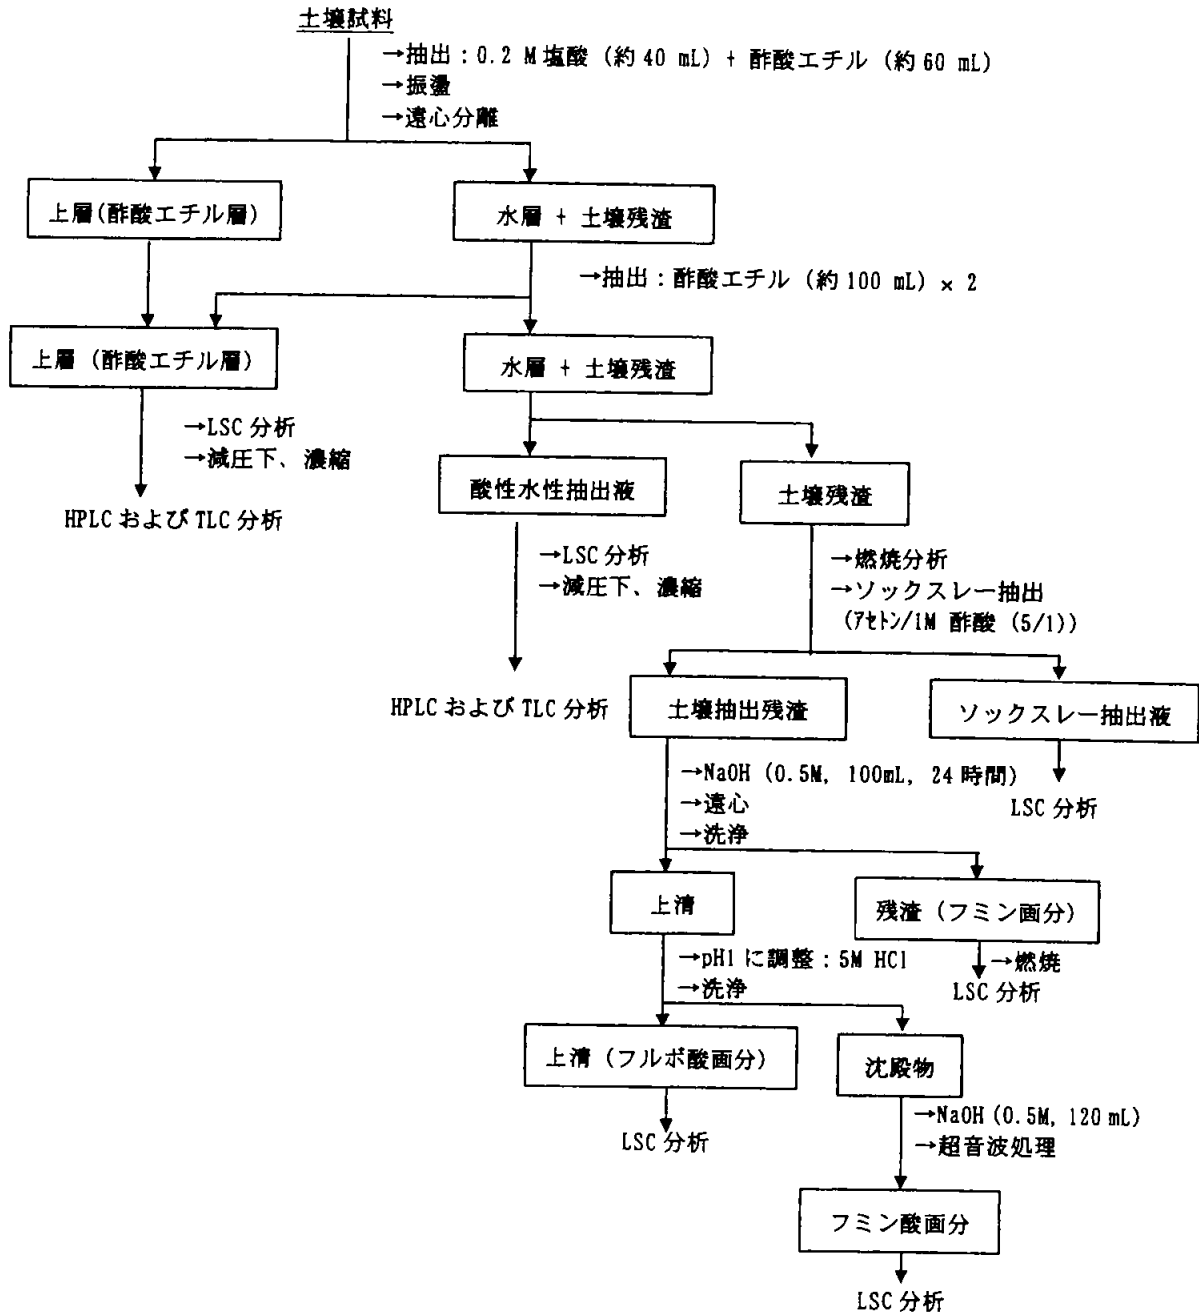 土壌試料
→抽出：0.2 M 塩酸 (約 40 mL) + 酢酸エチル (約 60 mL)
→振盪
→遠心分離
上層(酢酸エチル層)
水層 + 土壌残渣
→抽出：酢酸エチル (約 100 mL) × 2
上層 (酢酸エチル層)
水層 + 土壌残渣
→LSC 分析
→減圧下、濃縮
酸性水性抽出液
土壌残渣
HPLC および TLC 分析
→LSC 分析
→減圧下、濃縮
→燃焼分析
→ソックスレー抽出
(ｱｾﾄﾝ/1M 酢酸 (5/1))
HPLC および TLC 分析
土壌抽出残渣
ソックスレー抽出液
→NaOH (0.5M, 100mL, 24 時間)
→遠心
→洗浄
LSC 分析
上清
残渣 (フミン画分)
→pH1 に調整：5M HCl
→洗浄
→燃焼
LSC 分析
上清 (フルボ酸画分)
沈殿物
→NaOH (0.5M, 120 mL)
→超音波処理
LSC 分析
フミン酸画分
LSC 分析